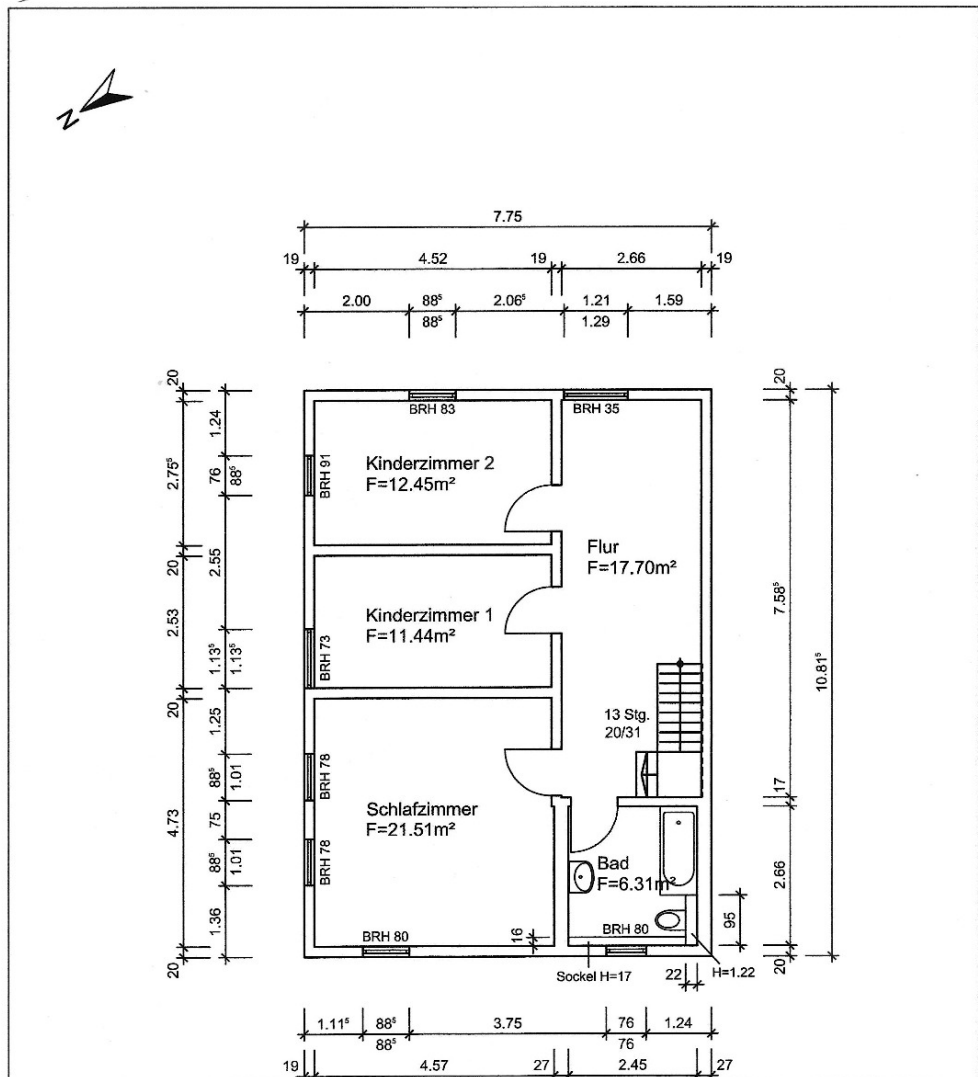 N
7.75
19 4.52 19 2.66 19
2.00 88⁵ 2.06⁵ 1.21 1.59
88⁵ 1.29
20
1.24
2.75⁵
76
88⁵
20
2.55
2.53
1.13⁵
1.13⁵
20
1.25
88⁵
1.01
4.73
75
88⁵
1.01
1.36
20
BRH 83
BRH 35
BRH 91
Kinderzimmer 2
F=12.45m²
Flur
F=17.70m²
Kinderzimmer 1
F=11.44m²
BRH 73
13 Stg.
20/31
BRH 78
Schlafzimmer
F=21.51m²
BRH 78
Bad
F=6.31m²
BRH 80
16
BRH 80
Sockel H=17
22
H=1.22
95
20
7.58⁵
10.81⁵
17
2.66
20
1.11⁵ 88⁵ 3.75 76 1.24
88⁵ 76
19 4.57 27 2.45 27